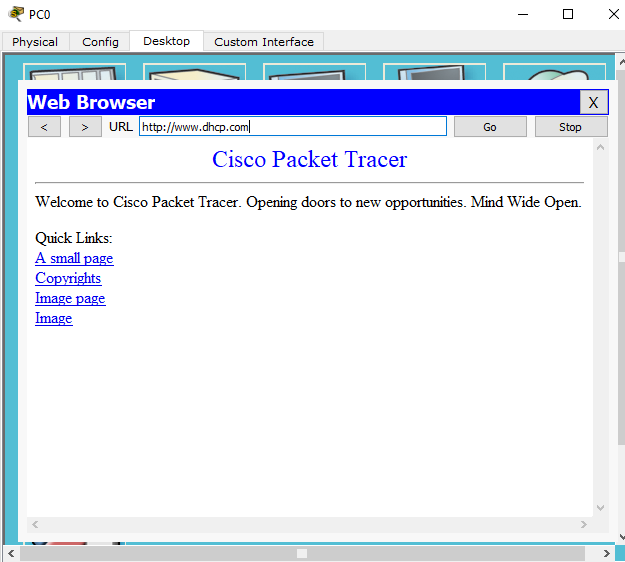 PC0
Physical Config Desktop Custom Interface
Web Browser X
< > URL http://www.dhcp.com Go Stop
Cisco Packet Tracer
Welcome to Cisco Packet Tracer. Opening doors to new opportunities. Mind Wide Open.
Quick Links:
A small page
Copyrights
Image page
Image